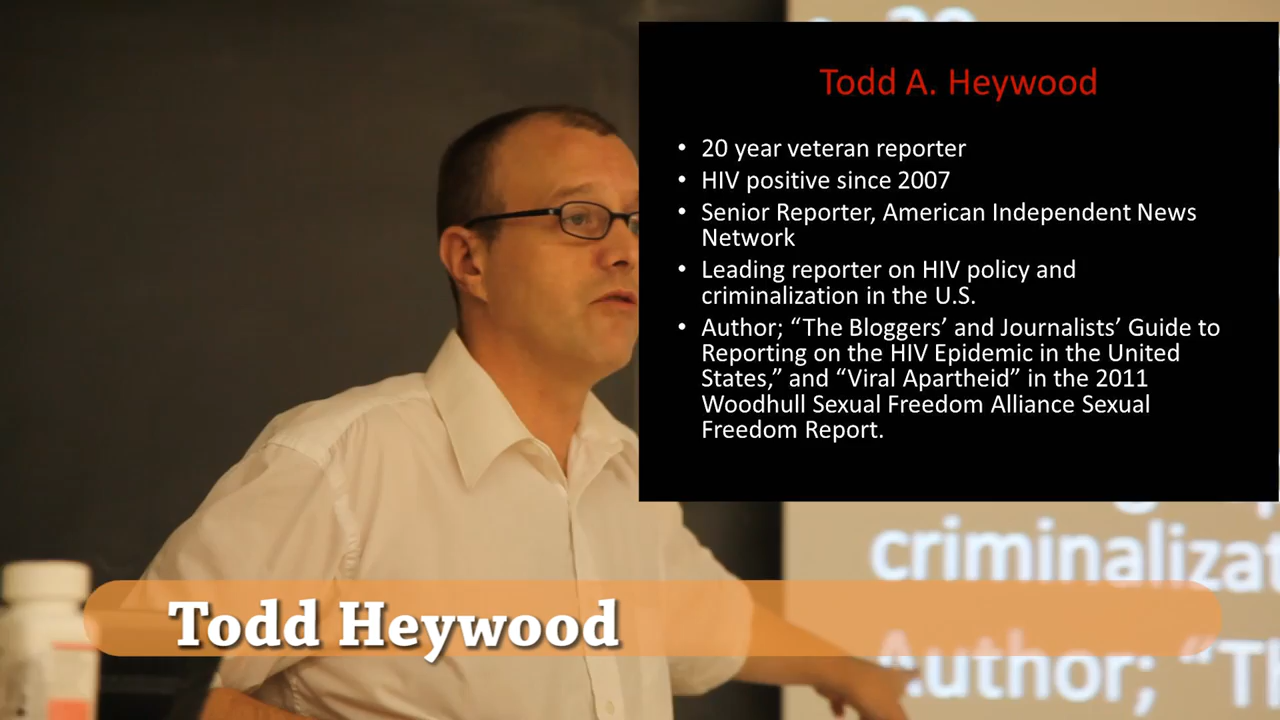 Todd A. Heywood
• 20 year veteran reporter
• HIV positive since 2007
• Senior Reporter, American Independent News
Network
• Leading reporter on HIV policy and
criminalization in the U.S.
• Author; “The Bloggers’ and Journalists’ Guide to
Reporting on the HIV Epidemic in the United
States,” and “Viral Apartheid” in the 2011
Woodhull Sexual Freedom Alliance Sexual
Freedom Report.
criminalizat
Author; “Th
Todd Heywood